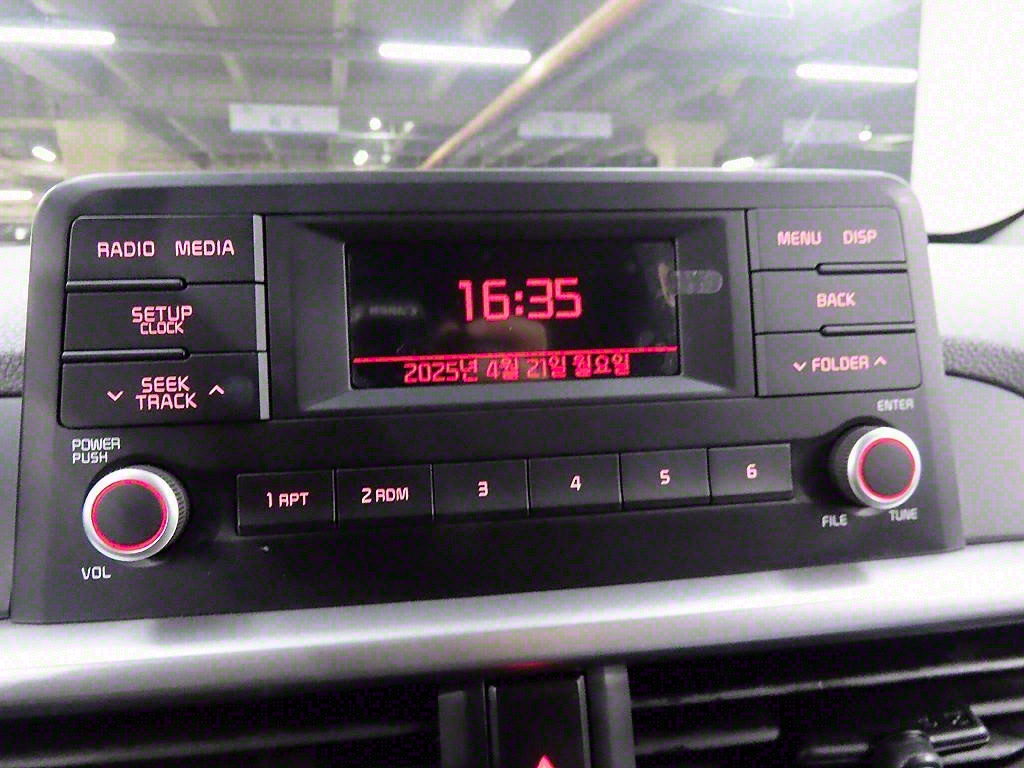 RADIO MEDIA
SETUP
CLOCK
SEEK
TRACK
16:35
2025년 4월 21일 월요일
MENU DISP
BACK
FOLDER
POWER
PUSH
VOL
1 RPT
2 RDM
3
4
5
6
ENTER
FILE
TUNE